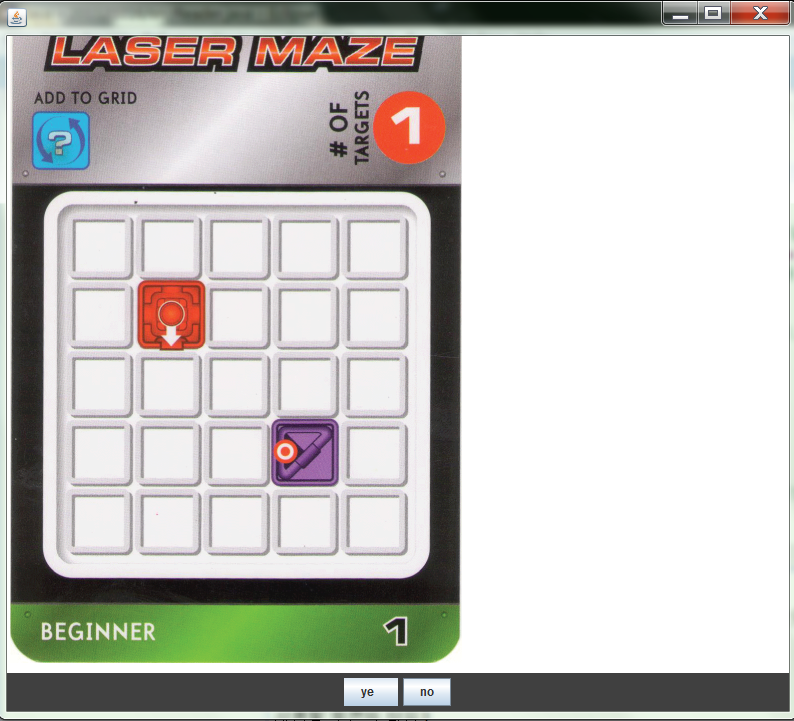 LASER MAZE
ADD TO GRID
?
# OF
TARGETS
1
BEGINNER
1
ye
no